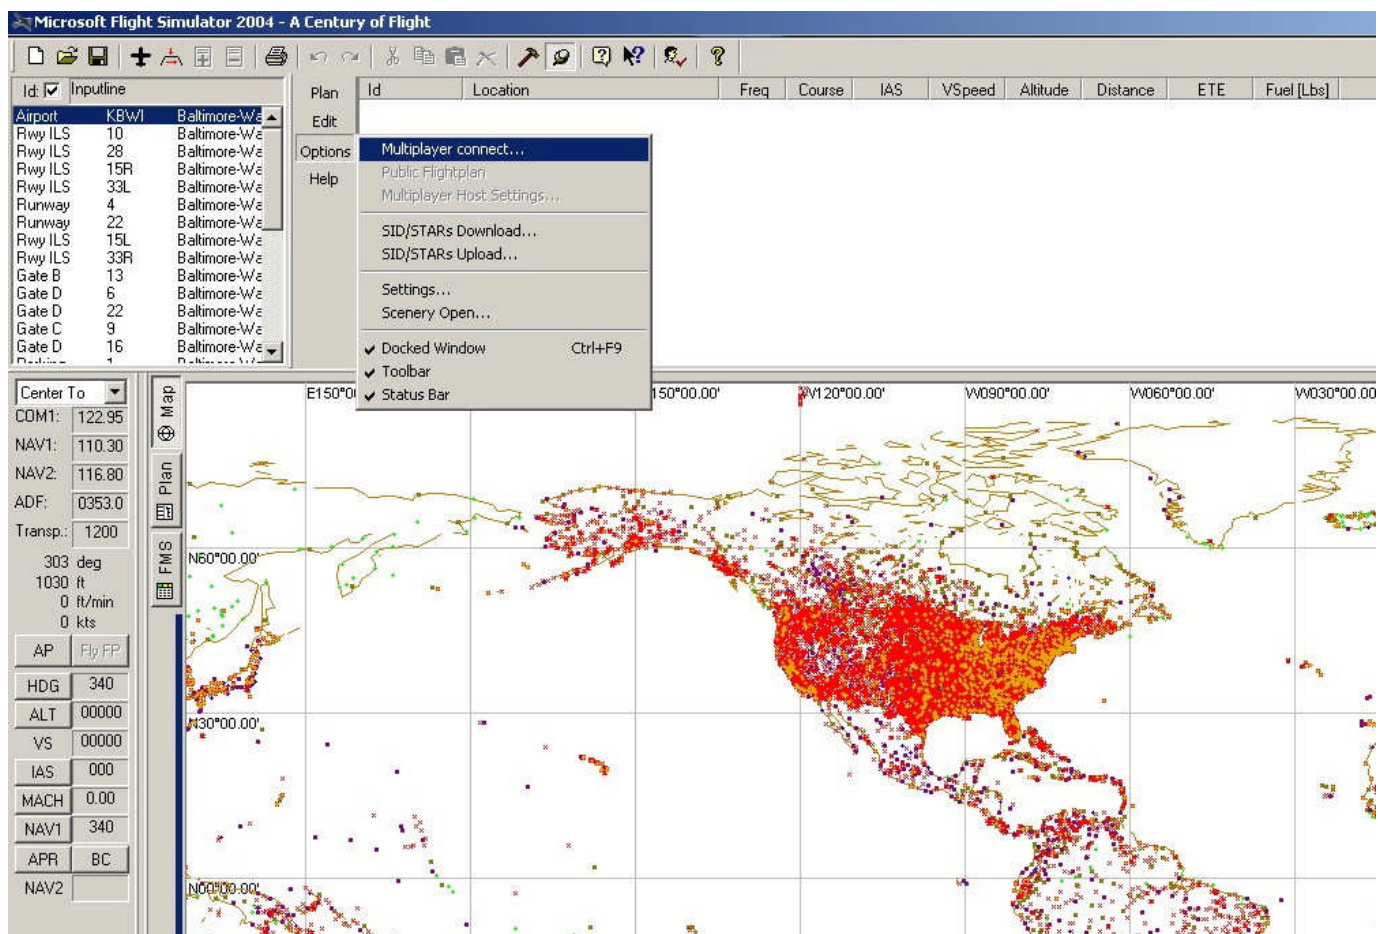 Microsoft Flight Simulator 2004 - A Century of Flight
Id: Inputline
Plan
Edit
Options
Help
Id Location Freq Course IAS VSpeed Altitude Distance ETE Fuel [Lbs]
Airport KBWI Baltimore-Wa
Rwy ILS 10 Baltimore-Wa
Rwy ILS 28 Baltimore-Wa
Rwy ILS 15R Baltimore-Wa
Rwy ILS 33L Baltimore-Wa
Runway 4 Baltimore-Wa
Runway 22 Baltimore-Wa
Rwy ILS 15L Baltimore-Wa
Rwy ILS 33R Baltimore-Wa
Gate B 13 Baltimore-Wa
Gate D 6 Baltimore-Wa
Gate D 22 Baltimore-Wa
Gate C 9 Baltimore-Wa
Gate D 16 Baltimore-Wa
Multiplayer connect...
Public Flightplan
Multiplayer Host Settings...
SID/STARs Download...
SID/STARs Upload...
Settings...
Scenery Open...
Docked Window Ctrl+F9
Toolbar
Status Bar
Center To
COM1: 122.95
NAV1: 110.30
NAV2: 116.80
ADF: 0353.0
Transp.: 1200
303 deg
1030 ft
0 ft/min
0 kts
AP Fly FP
HDG 340
ALT 00000
VS 00000
IAS 000
MACH 0.00
NAV1 340
APR BC
NAV2
Map
Plan
FMS
E150°00 150°00.00' W120°00.00' W090°00.00' W060°00.00' W030°00.00
N60°00.00'
N30°00.00'
N00°00.00'